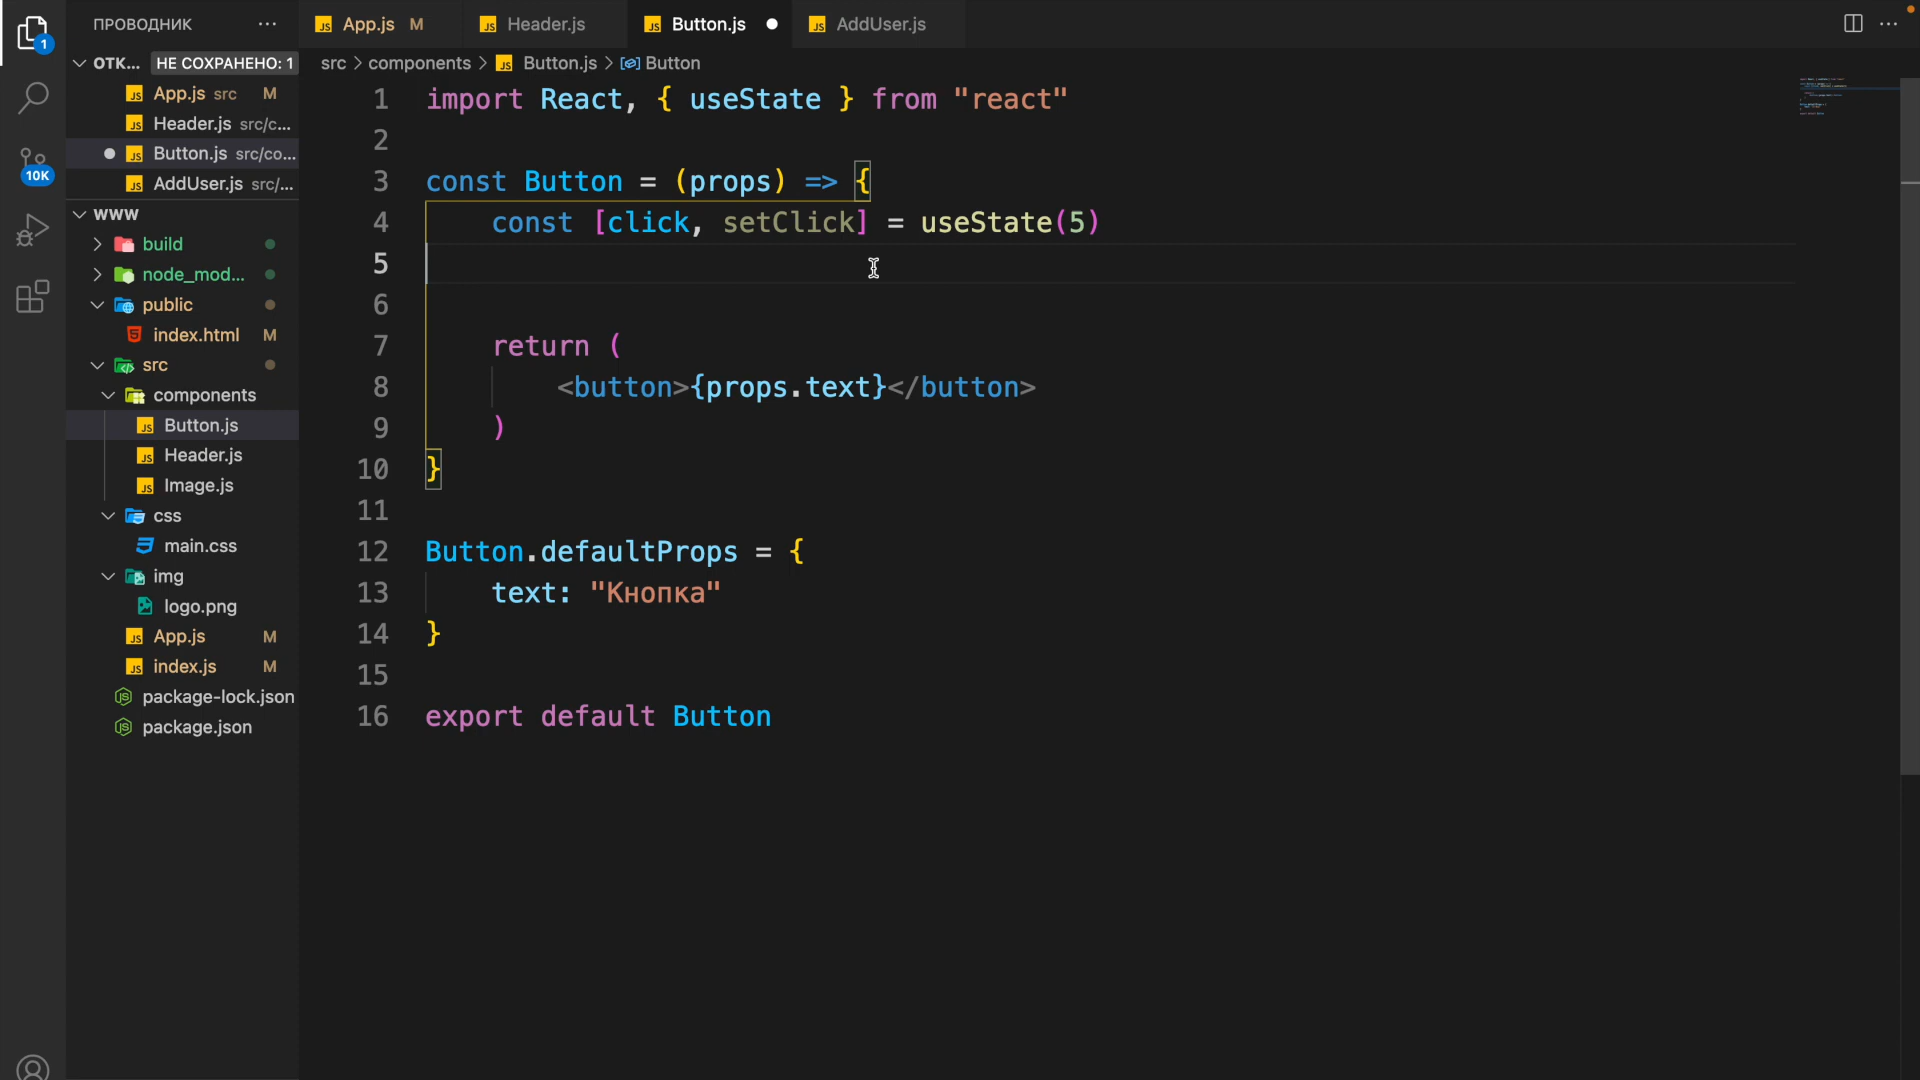 ПРОВОДНИК ···
App.js M
Header.js
Button.js
AddUser.js
1
ОТК... НЕ СОХРАНЕНО: 1
App.js src M
Header.js src/c...
Button.js src/co...
AddUser.js src/...
10K
WWW
build
node_mod...
public
index.html M
src
components
Button.js
Header.js
Image.js
css
main.css
img
logo.png
App.js M
index.js M
package-lock.json
package.json
src > components > JS Button.js > Button
1 import React, { useState } from "react"
2
3 const Button = (props) => {
4 const [click, setClick] = useState(5)
5
6
7 return (
8 <button>{props.text}</button>
9 )
10 }
11
12 Button.defaultProps = {
13 text: "Кнопка"
14 }
15
16 export default Button